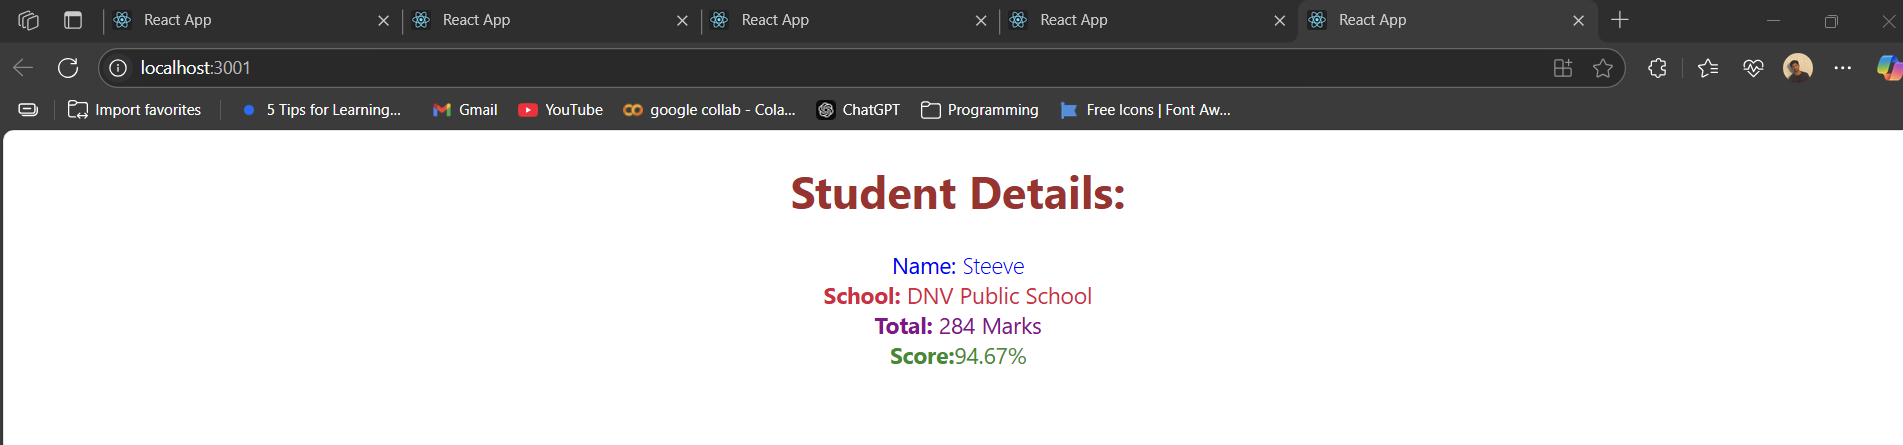 React App
React App
React App
React App
React App
localhost:3001
Import favorites
5 Tips for Learning...
Gmail
YouTube
google collab - Cola...
ChatGPT
Programming
Free Icons | Font Aw...
Student Details:
Name: Steeve
School: DNV Public School
Total: 284 Marks
Score:94.67%